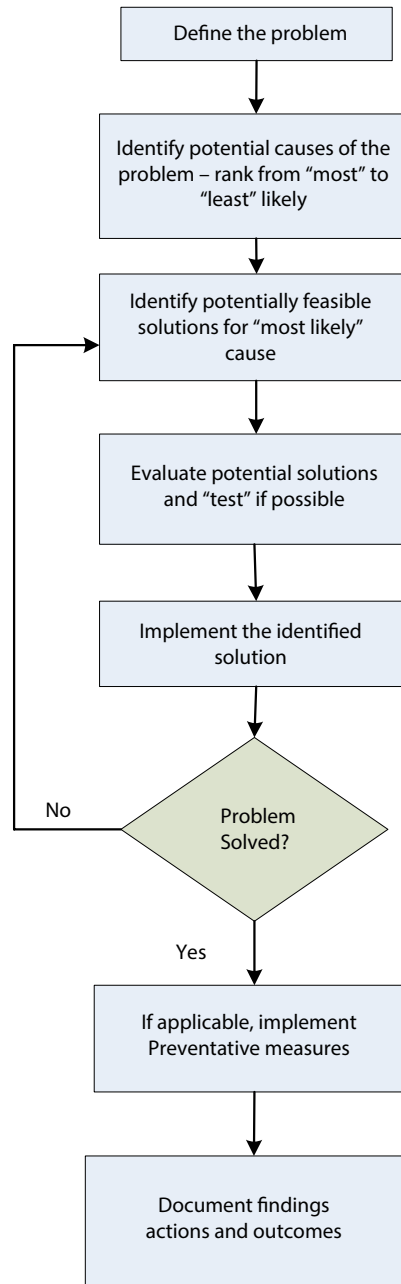 Define the problem
Identify potential causes of the
problem – rank from “most” to
“least” likely
Identify potentially feasible
solutions for “most likely”
cause
Evaluate potential solutions
and “test” if possible
Implement the identified
solution
Problem
Solved?
No
Yes
If applicable, implement
Preventative measures
Document findings
actions and outcomes